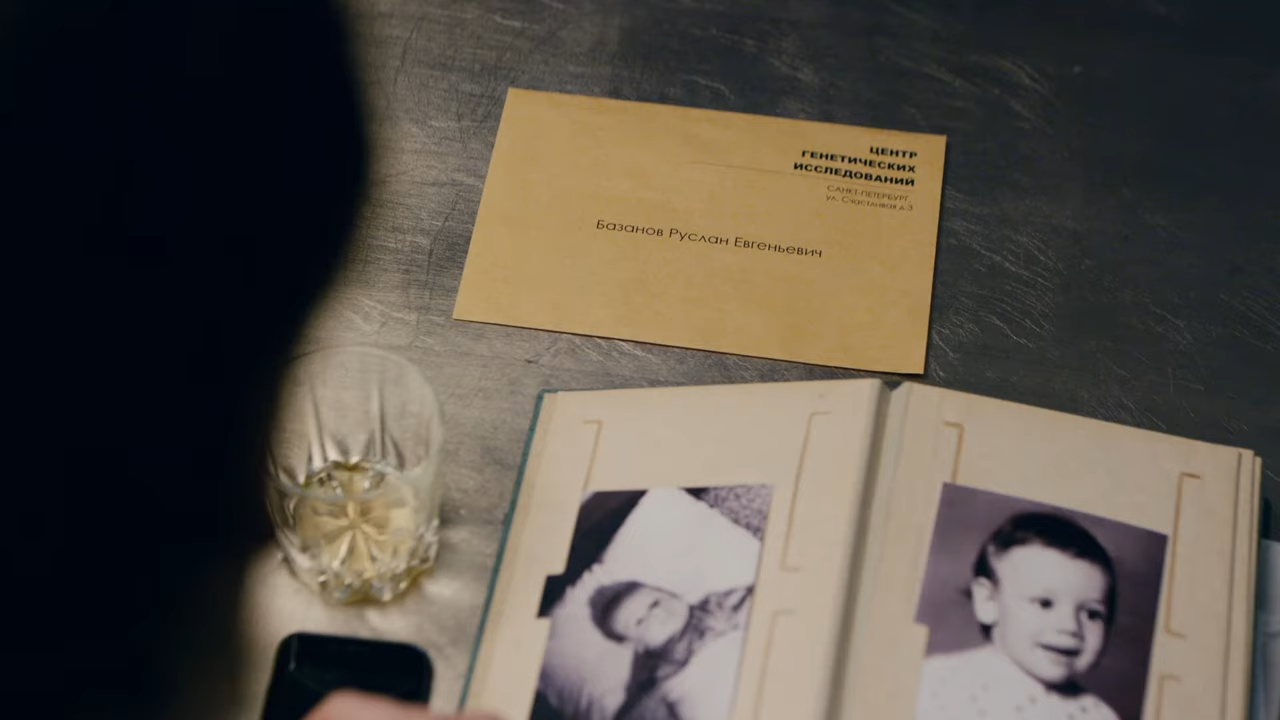 ЦЕНТР
ГЕНЕТИЧЕСКИХ
ИССЛЕДОВАНИЙ
САНКТ-ПЕТЕРБУРГ,
ул. Счастливая д.3
Базанов Руслан Евгеньевич